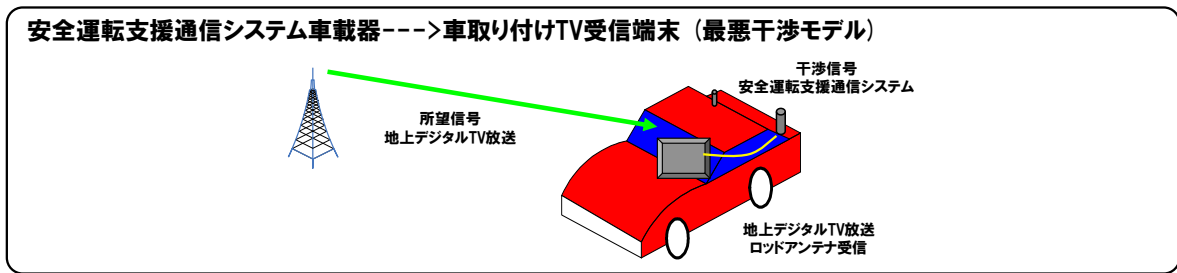 安全運転支援通信システム車載器--->車取り付けTV受信端末（最悪干渉モデル）
干渉信号
安全運転支援通信システム
所望信号
地上デジタルTV放送
地上デジタルTV放送
ロッドアンテナ受信